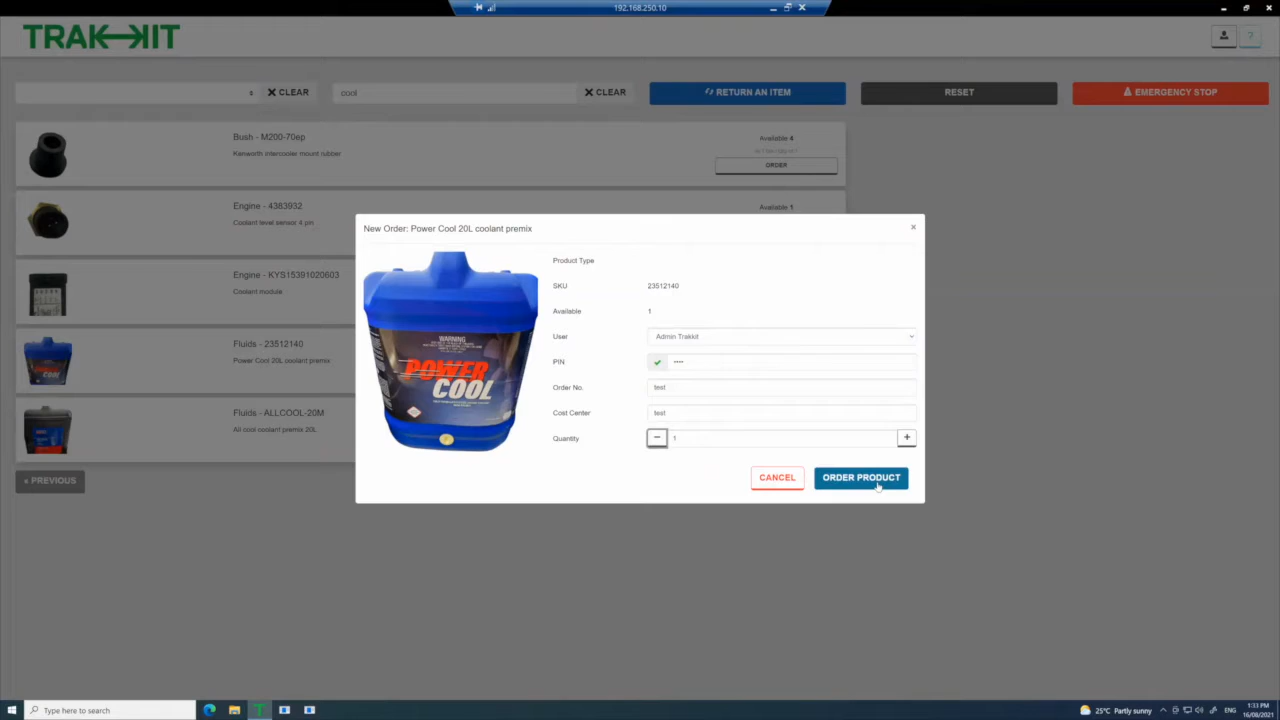 192.168.250.10
TRAK-KIT
CLEAR
cool
CLEAR
RETURN AN ITEM
RESET
EMERGENCY STOP
Bush - M200-70ep
Kenworth intercooler mount rubber
Available 4
ORDER
Engine - 4383932
Coolant level sensor 4 pin
Available 1
Engine - KYS15391020603
Coolant module
Fluids - 23512140
Power Cool 20L coolant premix
Fluids - ALLCOOL-20M
All cool coolant premix 20L
« PREVIOUS
New Order: Power Cool 20L coolant premix
×
WARNING
POWER
COOL
Product Type
SKU
23512140
Available
1
User
Admin Trakkit
PIN
••••
Order No.
test
Cost Center
test
Quantity
− 1 +
CANCEL
ORDER PRODUCT
Type here to search
25°C Partly sunny
ENG
1:33 PM
16/08/2021